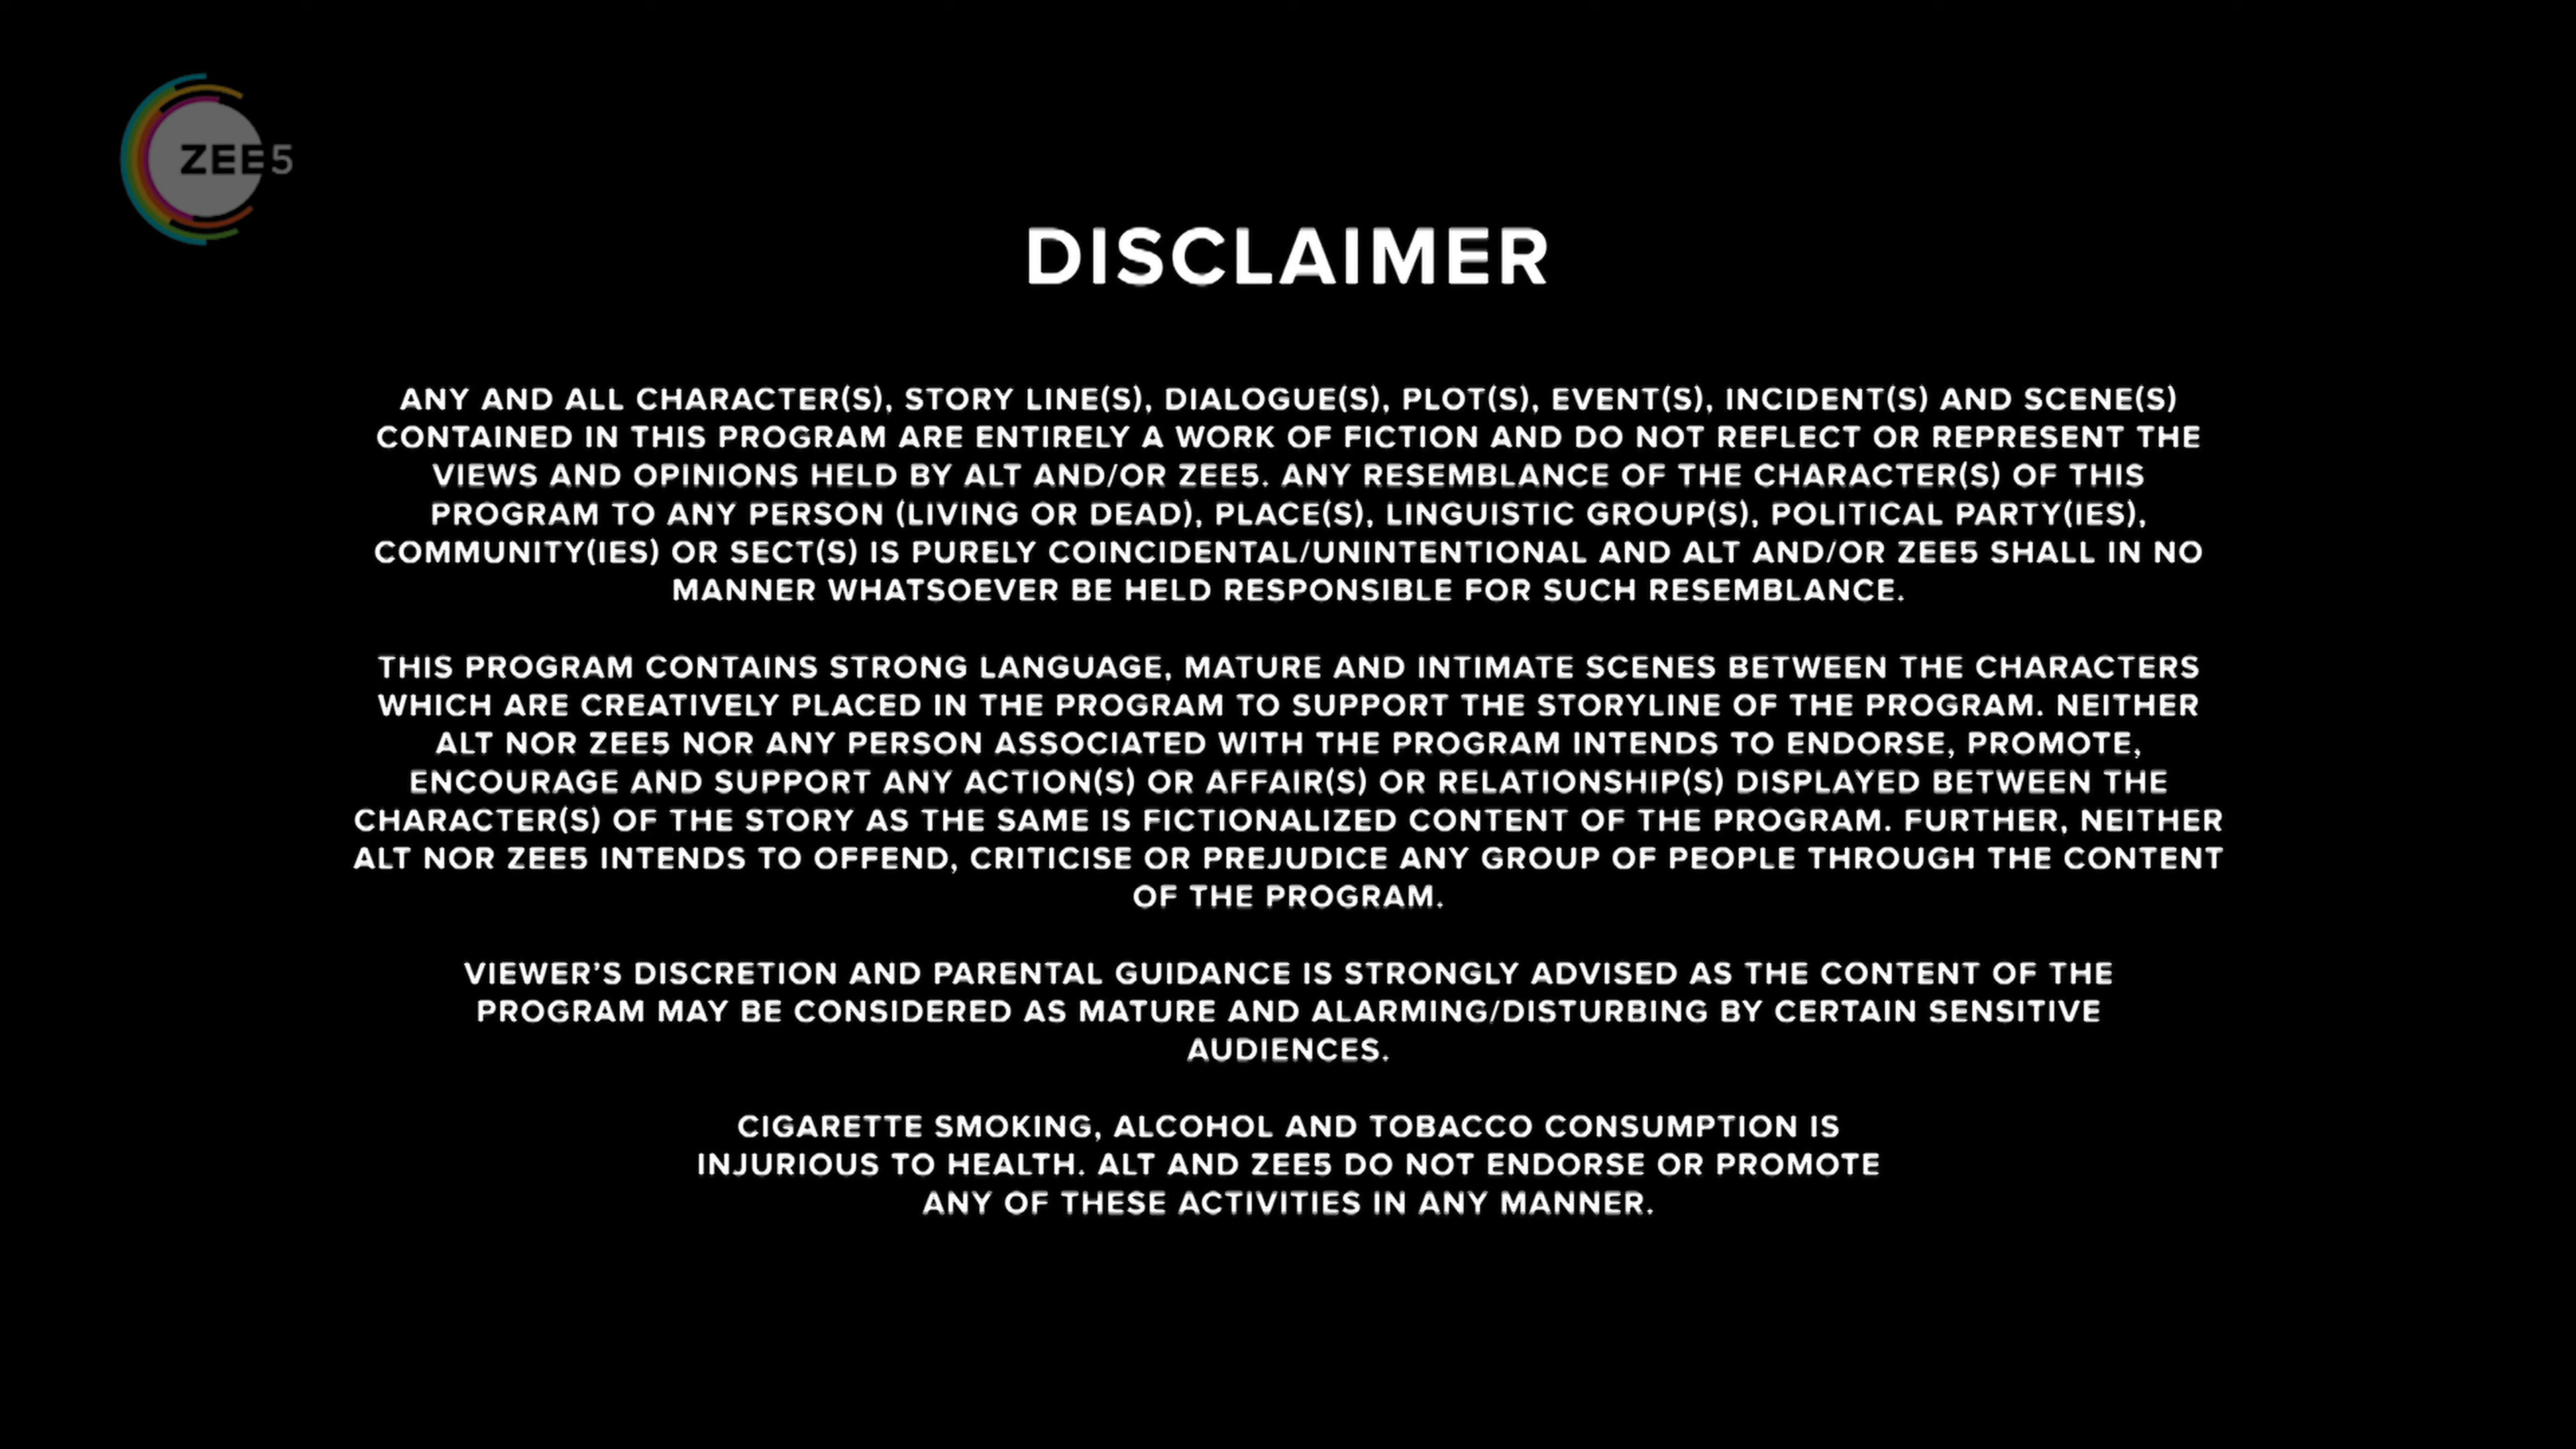 ZEE5
DISCLAIMER
ANY AND ALL CHARACTER(S), STORY LINE(S), DIALOGUE(S), PLOT(S), EVENT(S), INCIDENT(S) AND SCENE(S)
CONTAINED IN THIS PROGRAM ARE ENTIRELY A WORK OF FICTION AND DO NOT REFLECT OR REPRESENT THE
VIEWS AND OPINIONS HELD BY ALT AND/OR ZEE5. ANY RESEMBLANCE OF THE CHARACTER(S) OF THIS
PROGRAM TO ANY PERSON (LIVING OR DEAD), PLACE(S), LINGUISTIC GROUP(S), POLITICAL PARTY(IES),
COMMUNITY(IES) OR SECT(S) IS PURELY COINCIDENTAL/UNINTENTIONAL AND ALT AND/OR ZEE5 SHALL IN NO
MANNER WHATSOEVER BE HELD RESPONSIBLE FOR SUCH RESEMBLANCE.
THIS PROGRAM CONTAINS STRONG LANGUAGE, MATURE AND INTIMATE SCENES BETWEEN THE CHARACTERS
WHICH ARE CREATIVELY PLACED IN THE PROGRAM TO SUPPORT THE STORYLINE OF THE PROGRAM. NEITHER
ALT NOR ZEE5 NOR ANY PERSON ASSOCIATED WITH THE PROGRAM INTENDS TO ENDORSE, PROMOTE,
ENCOURAGE AND SUPPORT ANY ACTION(S) OR AFFAIR(S) OR RELATIONSHIP(S) DISPLAYED BETWEEN THE
CHARACTER(S) OF THE STORY AS THE SAME IS FICTIONALIZED CONTENT OF THE PROGRAM. FURTHER, NEITHER
ALT NOR ZEE5 INTENDS TO OFFEND, CRITICISE OR PREJUDICE ANY GROUP OF PEOPLE THROUGH THE CONTENT
OF THE PROGRAM.
VIEWER'S DISCRETION AND PARENTAL GUIDANCE IS STRONGLY ADVISED AS THE CONTENT OF THE
PROGRAM MAY BE CONSIDERED AS MATURE AND ALARMING/DISTURBING BY CERTAIN SENSITIVE
AUDIENCES.
CIGARETTE SMOKING, ALCOHOL AND TOBACCO CONSUMPTION IS
INJURIOUS TO HEALTH. ALT AND ZEE5 DO NOT ENDORSE OR PROMOTE
ANY OF THESE ACTIVITIES IN ANY MANNER.